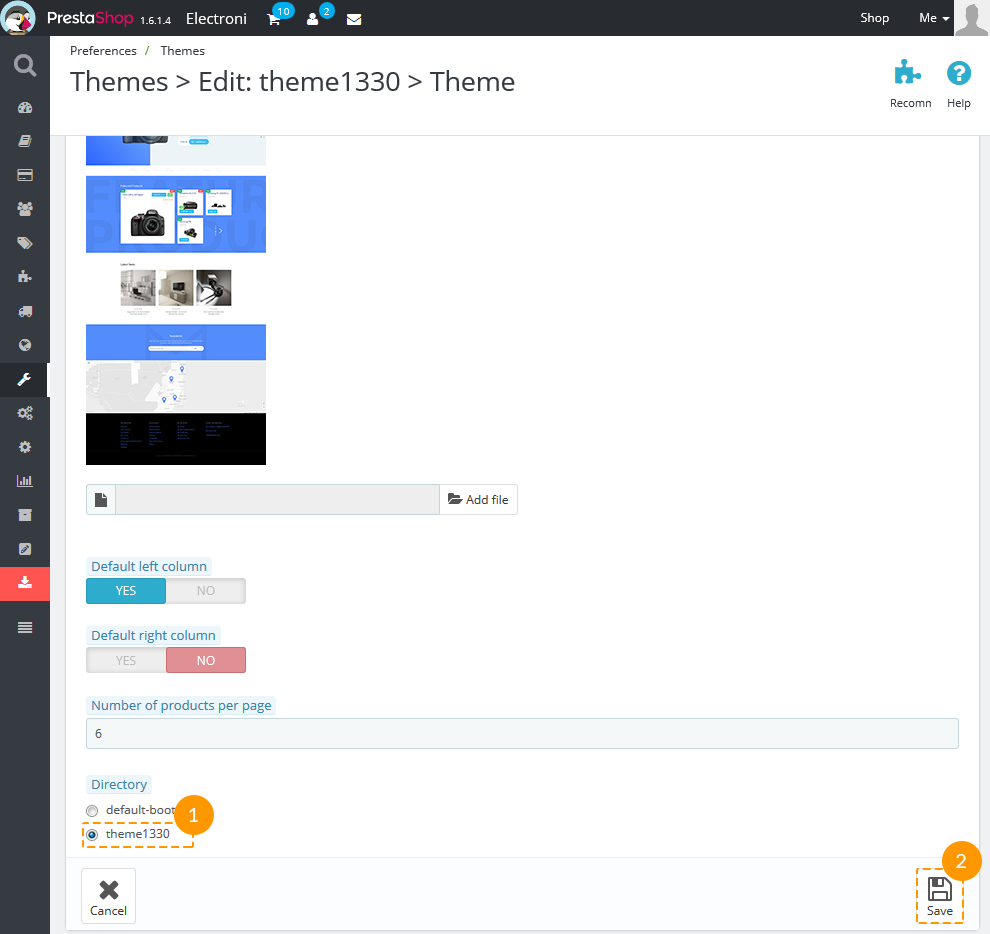 PrestaShop 1.6.1.4 Electroni 10 2 Shop Me
Preferences / Themes
Themes > Edit: theme1330 > Theme
Recomn Help
Add file
Default left column
YES NO
Default right column
YES NO
Number of products per page
6
Directory
default-boot
1
theme1330
2
Cancel Save